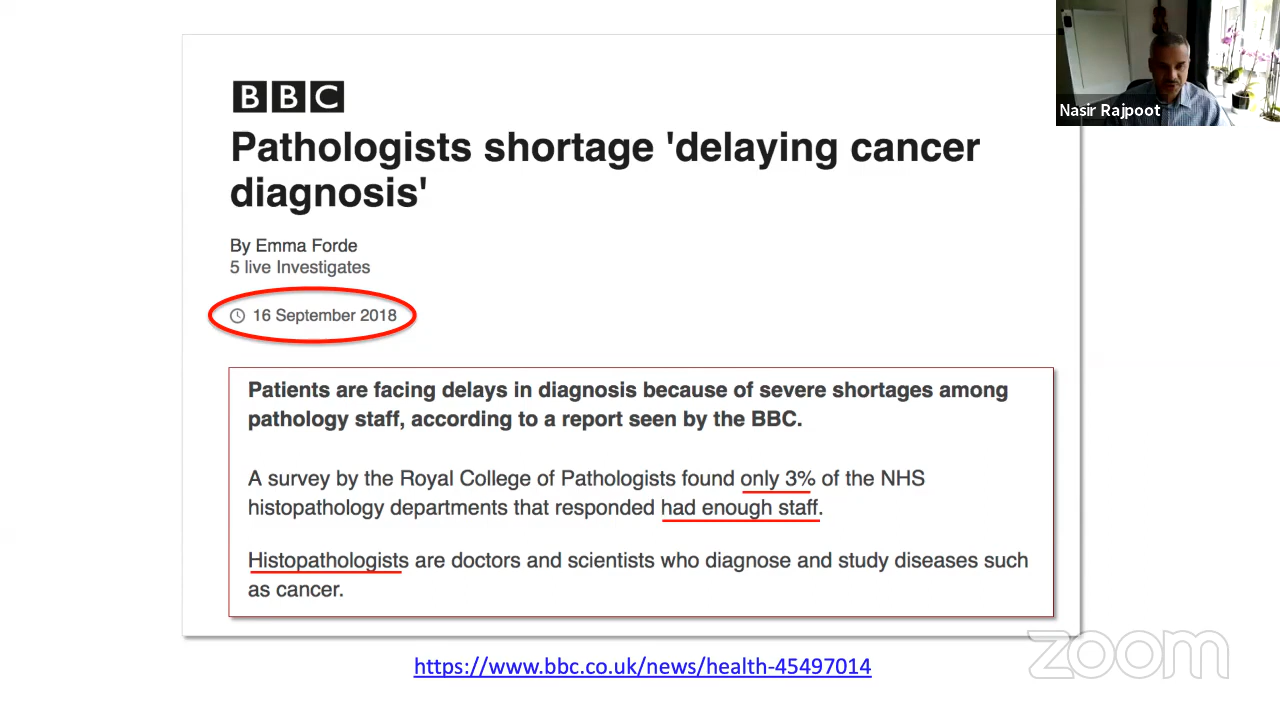 BBC
Nasir Rajpoot
Pathologists shortage 'delaying cancer
diagnosis'
By Emma Forde
5 live Investigates
16 September 2018
Patients are facing delays in diagnosis because of severe shortages among
pathology staff, according to a report seen by the BBC.
A survey by the Royal College of Pathologists found only 3% of the NHS
histopathology departments that responded had enough staff.
Histopathologists are doctors and scientists who diagnose and study diseases such
as cancer.
https://www.bbc.co.uk/news/health-45497014
zoom